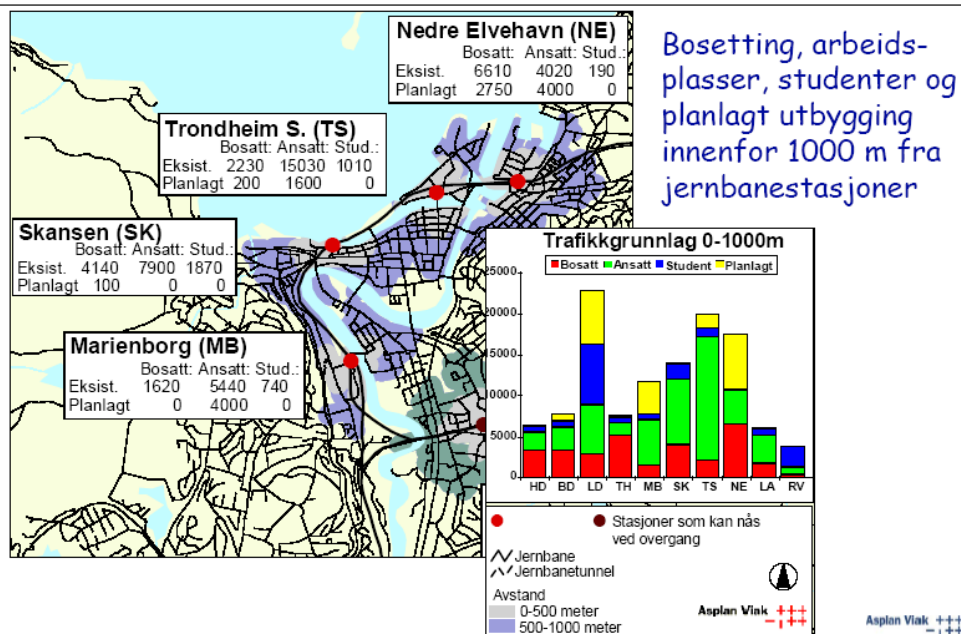 Nedre Elvehavn (NE)
Bosatt: Ansatt: Stud.:
Eksist. 6610 4020 190
Planlagt 2750 4000 0
Bosetting, arbeids-
plasser, studenter og
planlagt utbygging
innenfor 1000 m fra
jernbanestasjoner
Trondheim S. (TS)
Bosatt: Ansatt: Stud.:
Eksist. 2230 15030 1010
Planlagt 200 1600 0
Skansen (SK)
Bosatt: Ansatt: Stud.:
Eksist. 4140 7900 1870
Planlagt 100 0 0
Marienborg (MB)
Bosatt: Ansatt: Stud.:
Eksist. 1620 5440 740
Planlagt 0 4000 0
Trafikkgrunnlag 0-1000m
Bosatt Ansatt Student Planlagt
25000
20000
15000
10000
5000
0
HD BD LD TH MB SK TS NE LA RV
Stasjoner som kan nås
ved overgang
Jernbane
Jernbanetunnel
Avstand
0-500 meter
500-1000 meter
Asplan Viak
Asplan Viak